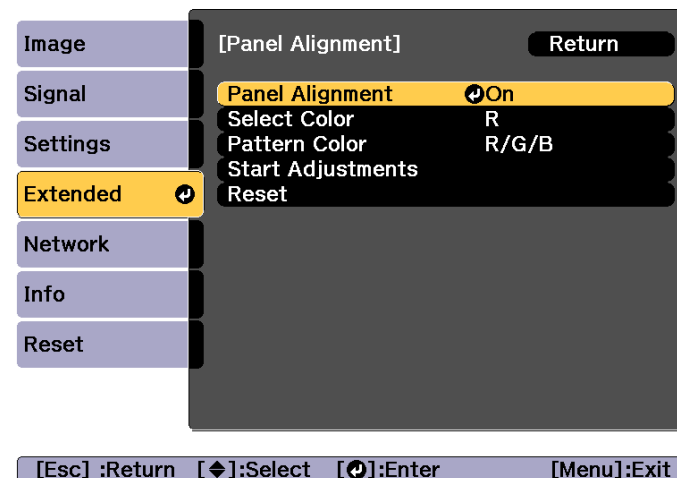 Image
Signal
Settings
Extended
Network
Info
Reset
[Panel Alignment] Return
Panel Alignment On
Select Color R
Pattern Color R/G/B
Start Adjustments
Reset
[Esc] :Return [◆]:Select [⏎]:Enter [Menu]:Exit